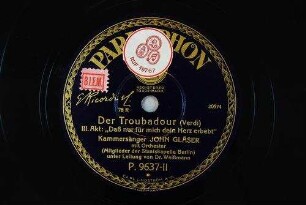 PARLOPHON
B.I.E.M.
Der Troubadour (Verdi)
III. Akt: „Daß nur für mich dein Herz erbebt"
Kammersänger JOHN GLÄSER
mit Orchester
(Mitglieder der Staatskapelle, Berlin)
unter Leitung von Dr. Weißmann
P. 9637-II